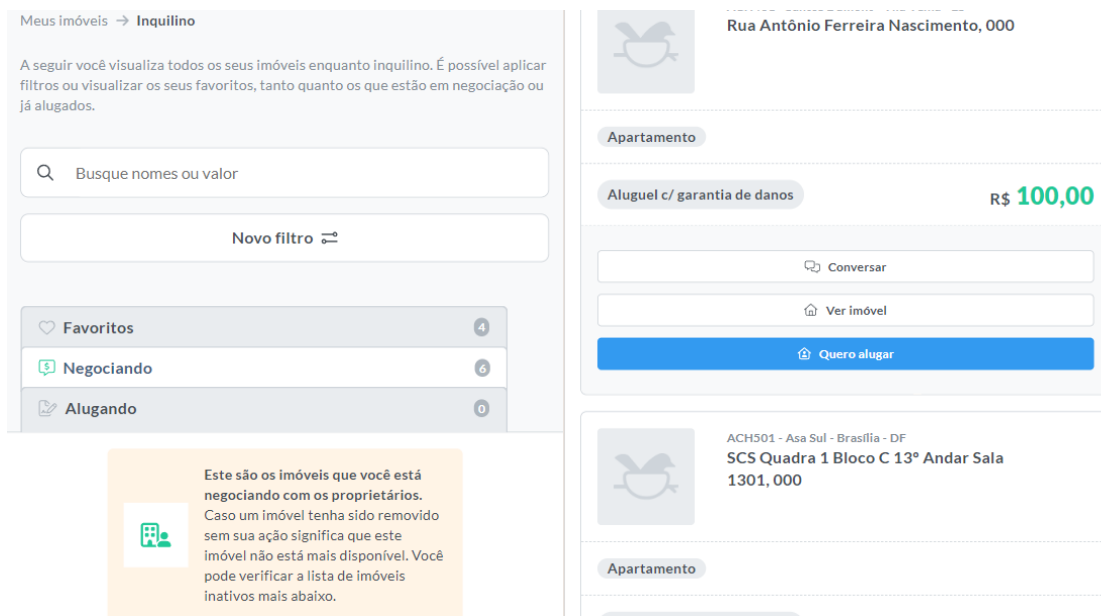 Meus imóveis → Inquilino
A seguir você visualiza todos os seus imóveis enquanto inquilino. É possível aplicar
filtros ou visualizar os seus favoritos, tanto quanto os que estão em negociação ou
já alugados.
Busque nomes ou valor
Novo filtro
Favoritos 4
Negociando 6
Alugando 0
Este são os imóveis que você está
negociando com os proprietários.
Caso um imóvel tenha sido removido
sem sua ação significa que este
imóvel não está mais disponível. Você
pode verificar a lista de imóveis
inativos mais abaixo.
Rua Antônio Ferreira Nascimento, 000
Apartamento
Aluguel c/ garantia de danos R$ 100,00
Conversar
Ver imóvel
Quero alugar
ACH501 - Asa Sul - Brasília - DF
SCS Quadra 1 Bloco C 13º Andar Sala
1301, 000
Apartamento